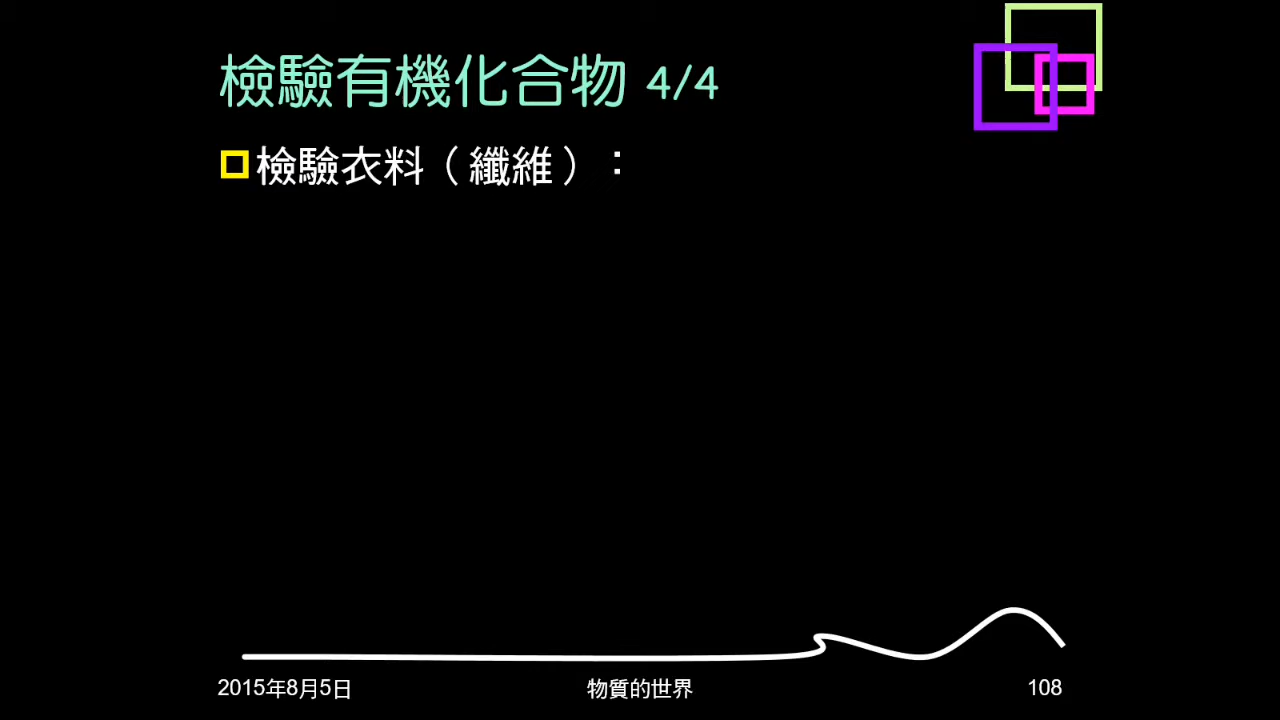 檢驗有機化合物 4/4
檢驗衣料（纖維）：
2015年8月5日
物質的世界
108